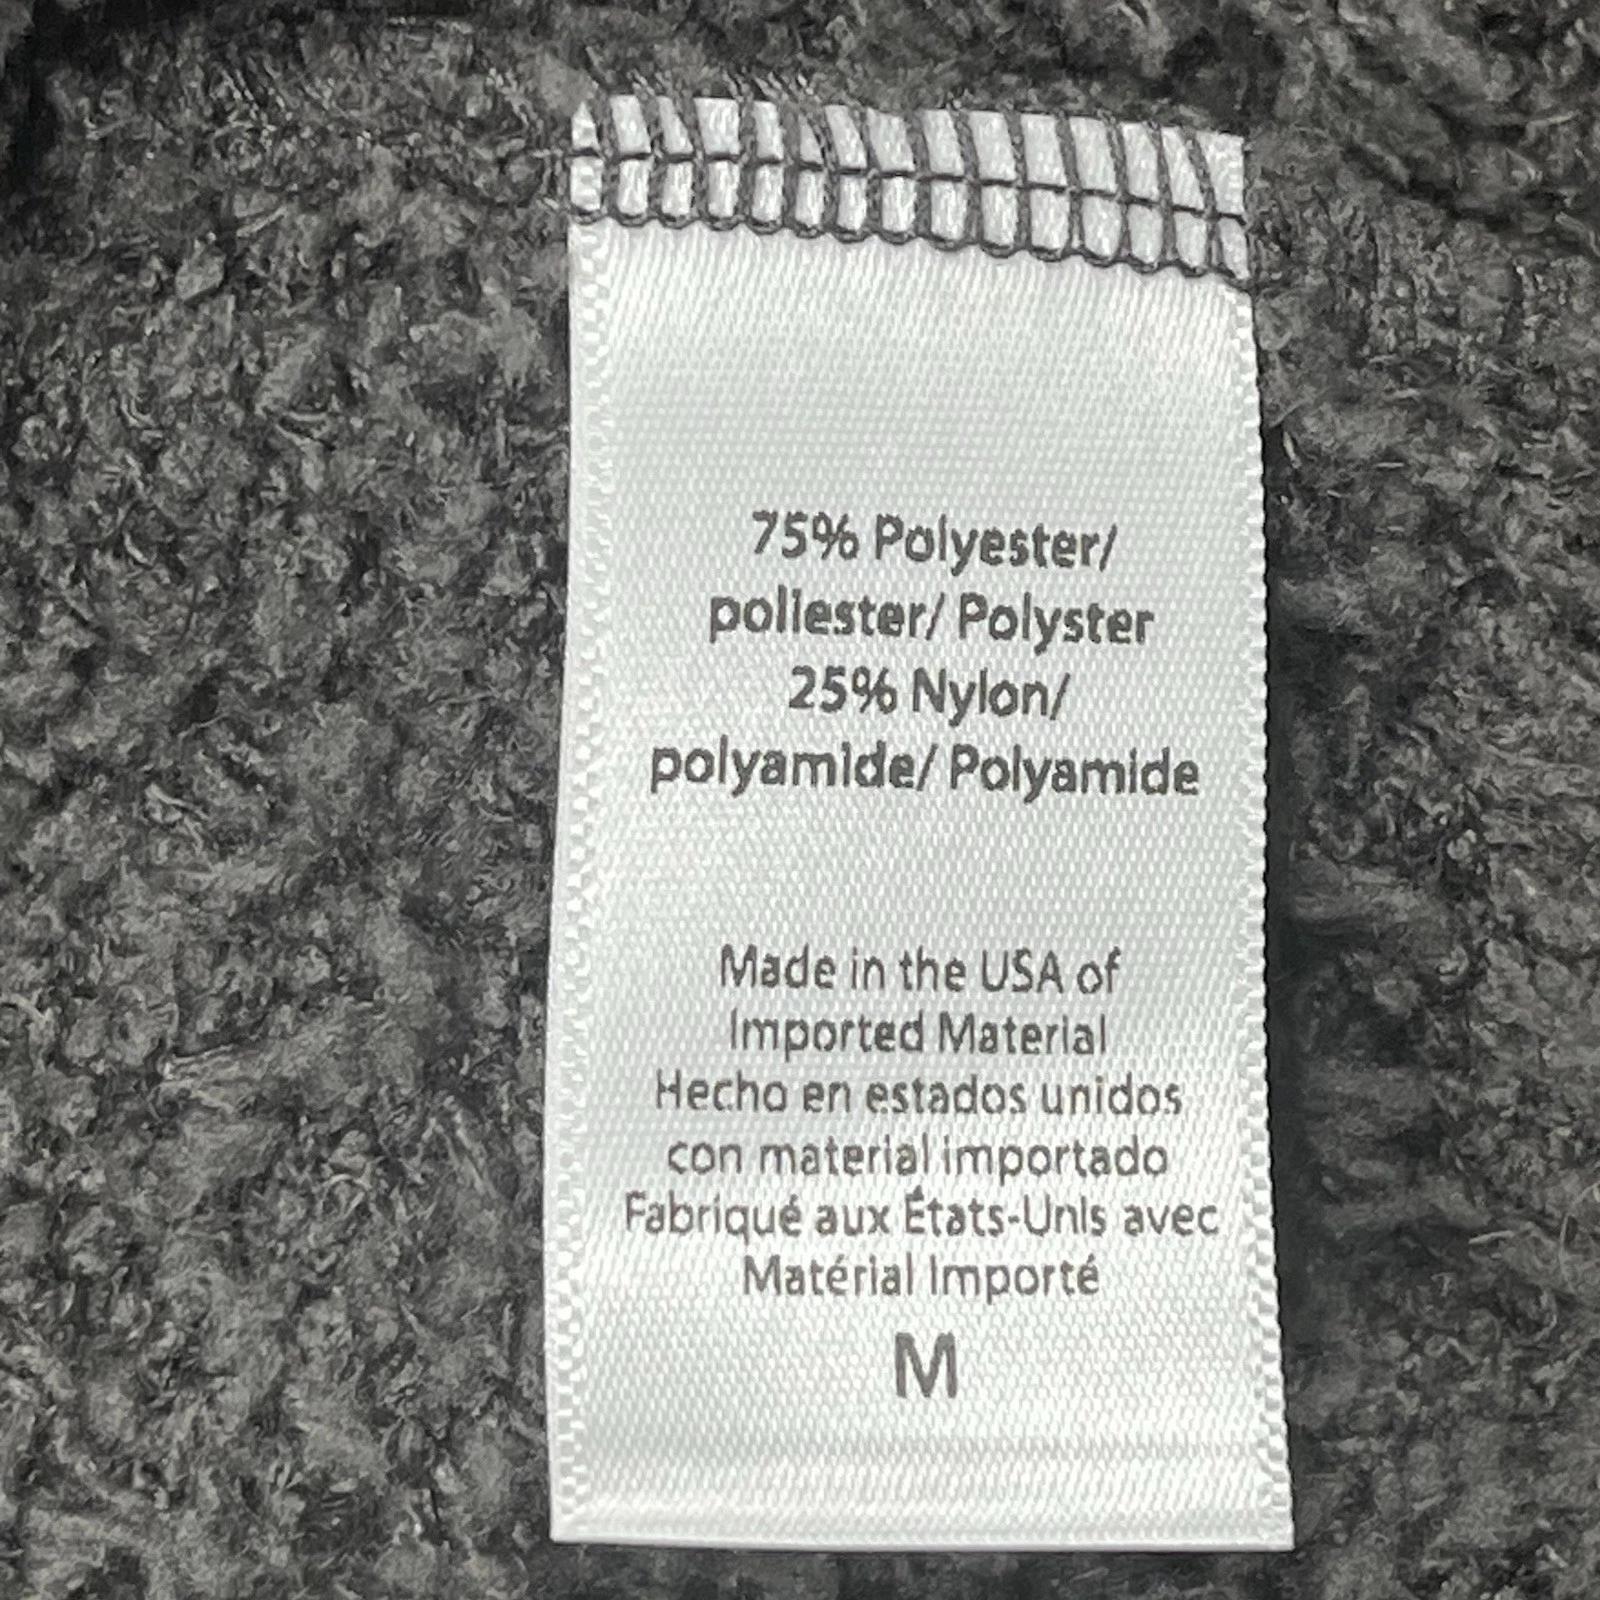 75% Polyester/
poliester/ Polyster
25% Nylon/
polyamide/ Polyamide
Made in the USA of
Imported Material
Hecho en estados unidos
con material importado
Fabriqué aux États-Unis avec
Matérial Importé
M